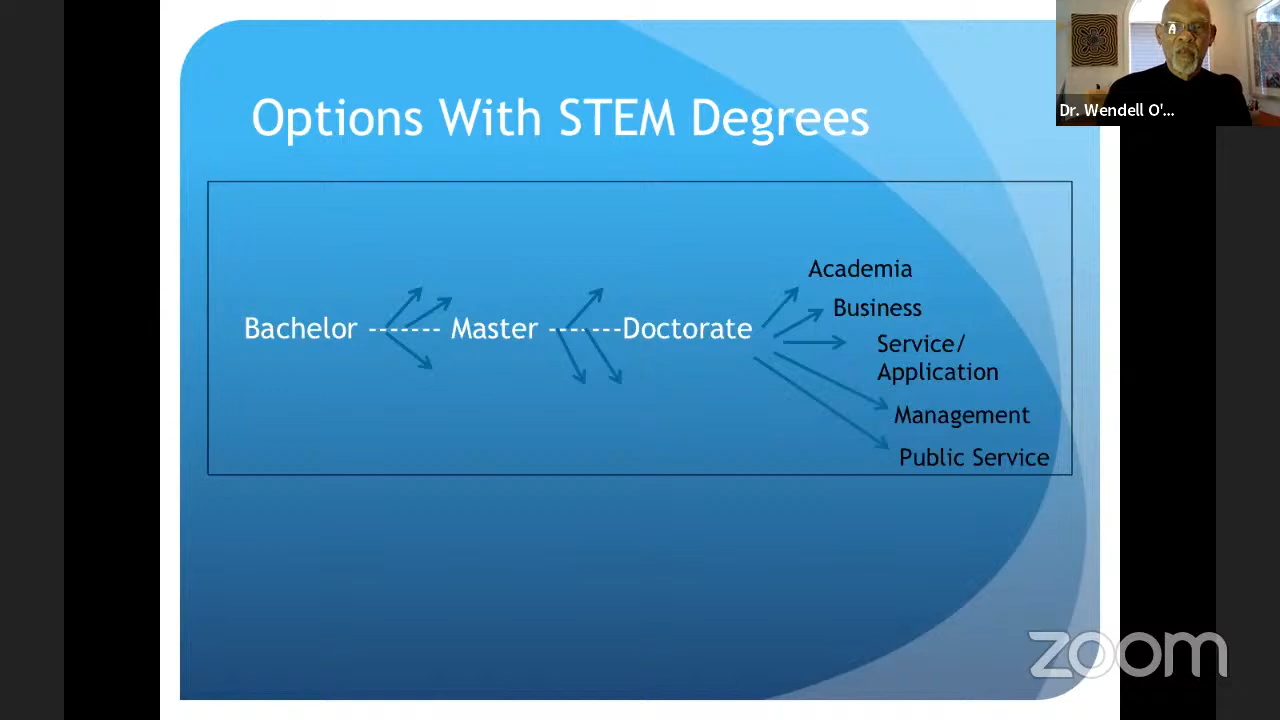 Options With STEM Degrees
Dr. Wendell O'...
Academia
Business
Bachelor ------- Master -------Doctorate
Service/
Application
Management
Public Service
zoom